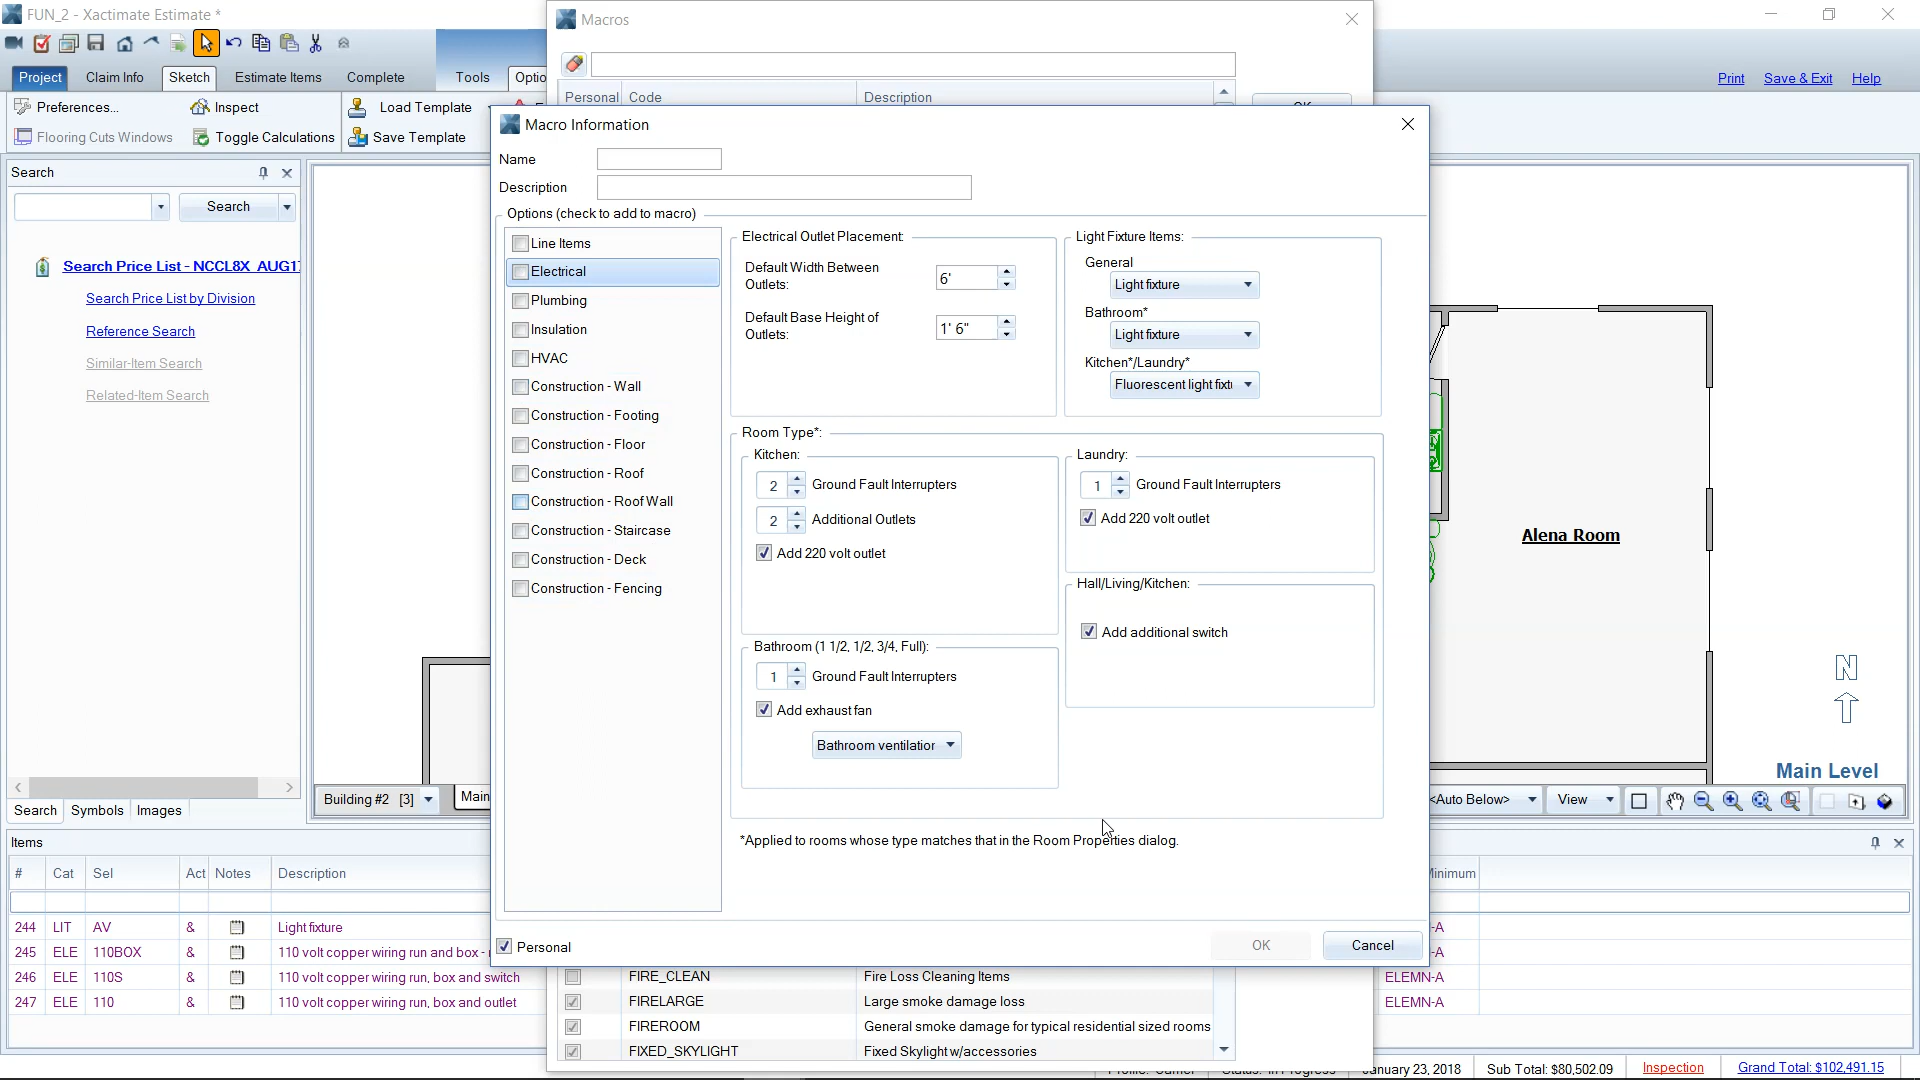 FUN_2 - Xactimate Estimate *
Macros
Project
Claim Info
Sketch
Estimate Items
Complete
Tools
Optio
Print
Save & Exit
Help
Preferences...
Inspect
Load Template
Flooring Cuts Windows
Toggle Calculations
Save Template
Personal
Code
Description
Macro Information
Name
Description
Options (check to add to macro)
Line Items
Electrical
Plumbing
Insulation
HVAC
Construction - Wall
Construction - Footing
Construction - Floor
Construction - Roof
Construction - Roof Wall
Construction - Staircase
Construction - Deck
Construction - Fencing
Electrical Outlet Placement:
Default Width Between
Outlets:
6'
Default Base Height of
Outlets:
1' 6"
Light Fixture Items:
General
Light fixture
Bathroom*
Light fixture
Kitchen*/Laundry*
Fluorescent light fixt
Room Type*:
Kitchen:
2 Ground Fault Interrupters
2 Additional Outlets
Add 220 volt outlet
Laundry:
1 Ground Fault Interrupters
Add 220 volt outlet
Hall/Living/Kitchen:
Add additional switch
Bathroom (1 1/2, 1/2, 3/4, Full):
1 Ground Fault Interrupters
Add exhaust fan
Bathroom ventilation
*Applied to rooms whose type matches that in the Room Properties dialog.
Personal
OK
Cancel
Search
Search
Search Price List - NCCL8X_AUG1
Search Price List by Division
Reference Search
Similar-Item Search
Related-Item Search
Search
Symbols
Images
Building #2 [3]
Main
Alena Room
N
Main Level
<Auto Below>
View
Items
# Cat Sel Act Notes Description
Minimum
244 LIT AV & Light fixture
-A
245 ELE 110BOX & 110 volt copper wiring run and box -
-A
246 ELE 110S & 110 volt copper wiring run, box and switch
ELEMN-A
247 ELE 110 & 110 volt copper wiring run, box and outlet
ELEMN-A
FIRE_CLEAN Fire Loss Cleaning Items
FIRELARGE Large smoke damage loss
FIREROOM General smoke damage for typical residential sized rooms
FIXED_SKYLIGHT Fixed Skylight w/accessories
January 23, 2018
Sub Total: $80,502.09
Inspection
Grand Total: $102,491.15